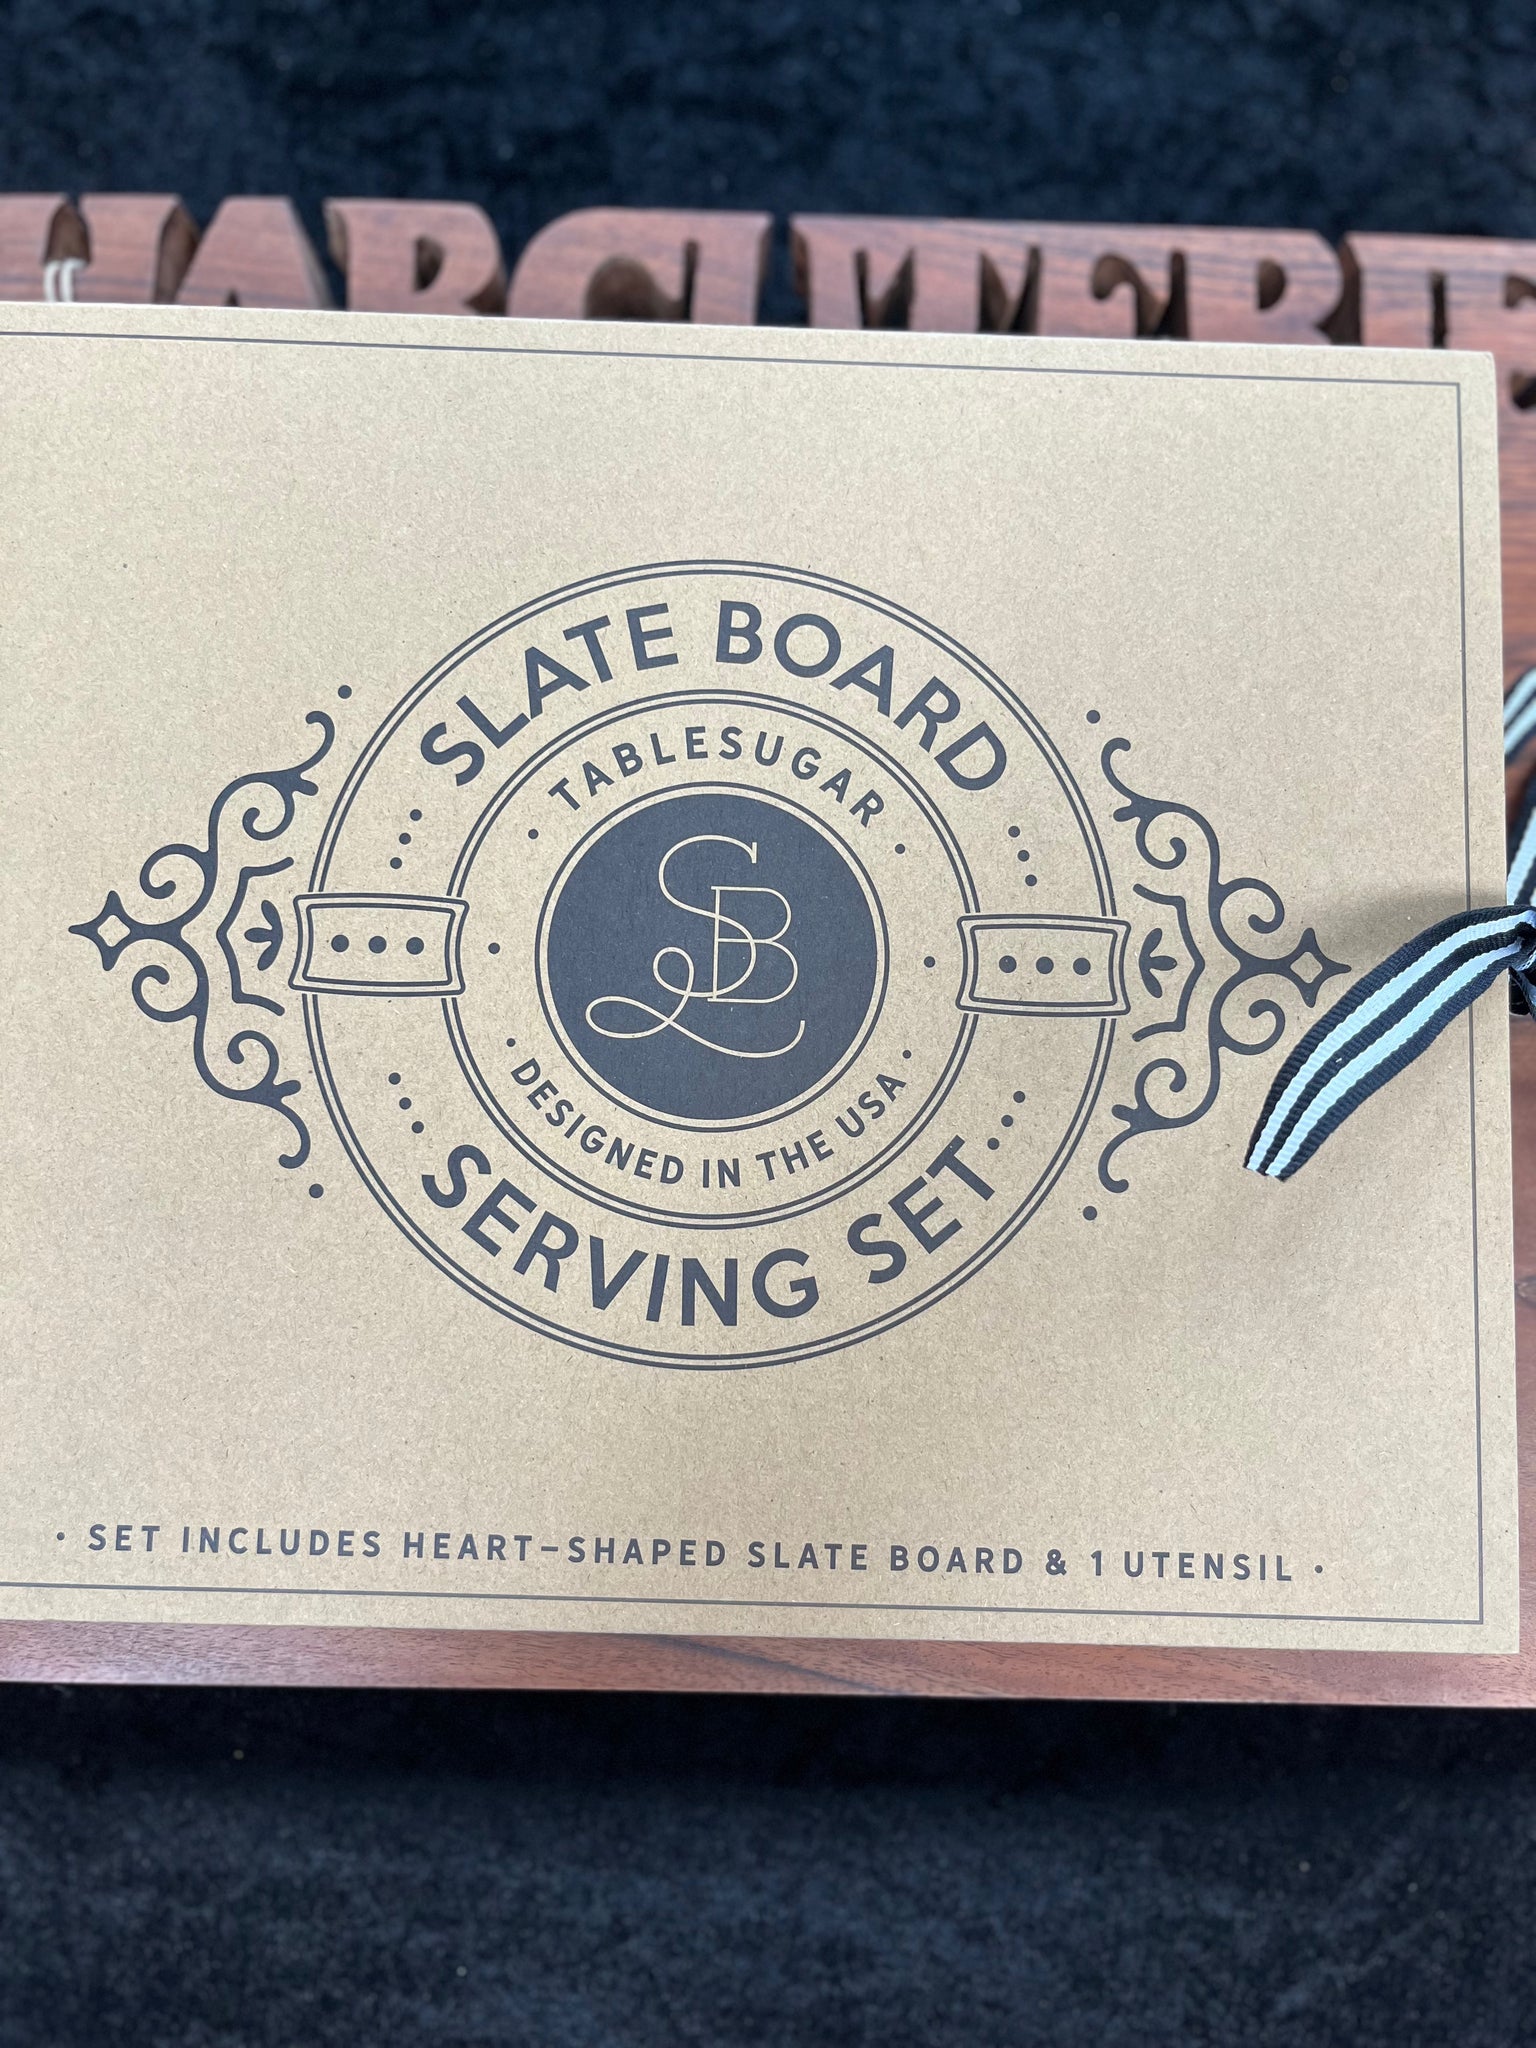 SLATE BOARD
TABLESUGAR
SB
DESIGNED IN THE USA
SERVING SET
• SET INCLUDES HEART-SHAPED SLATE BOARD & 1 UTENSIL •